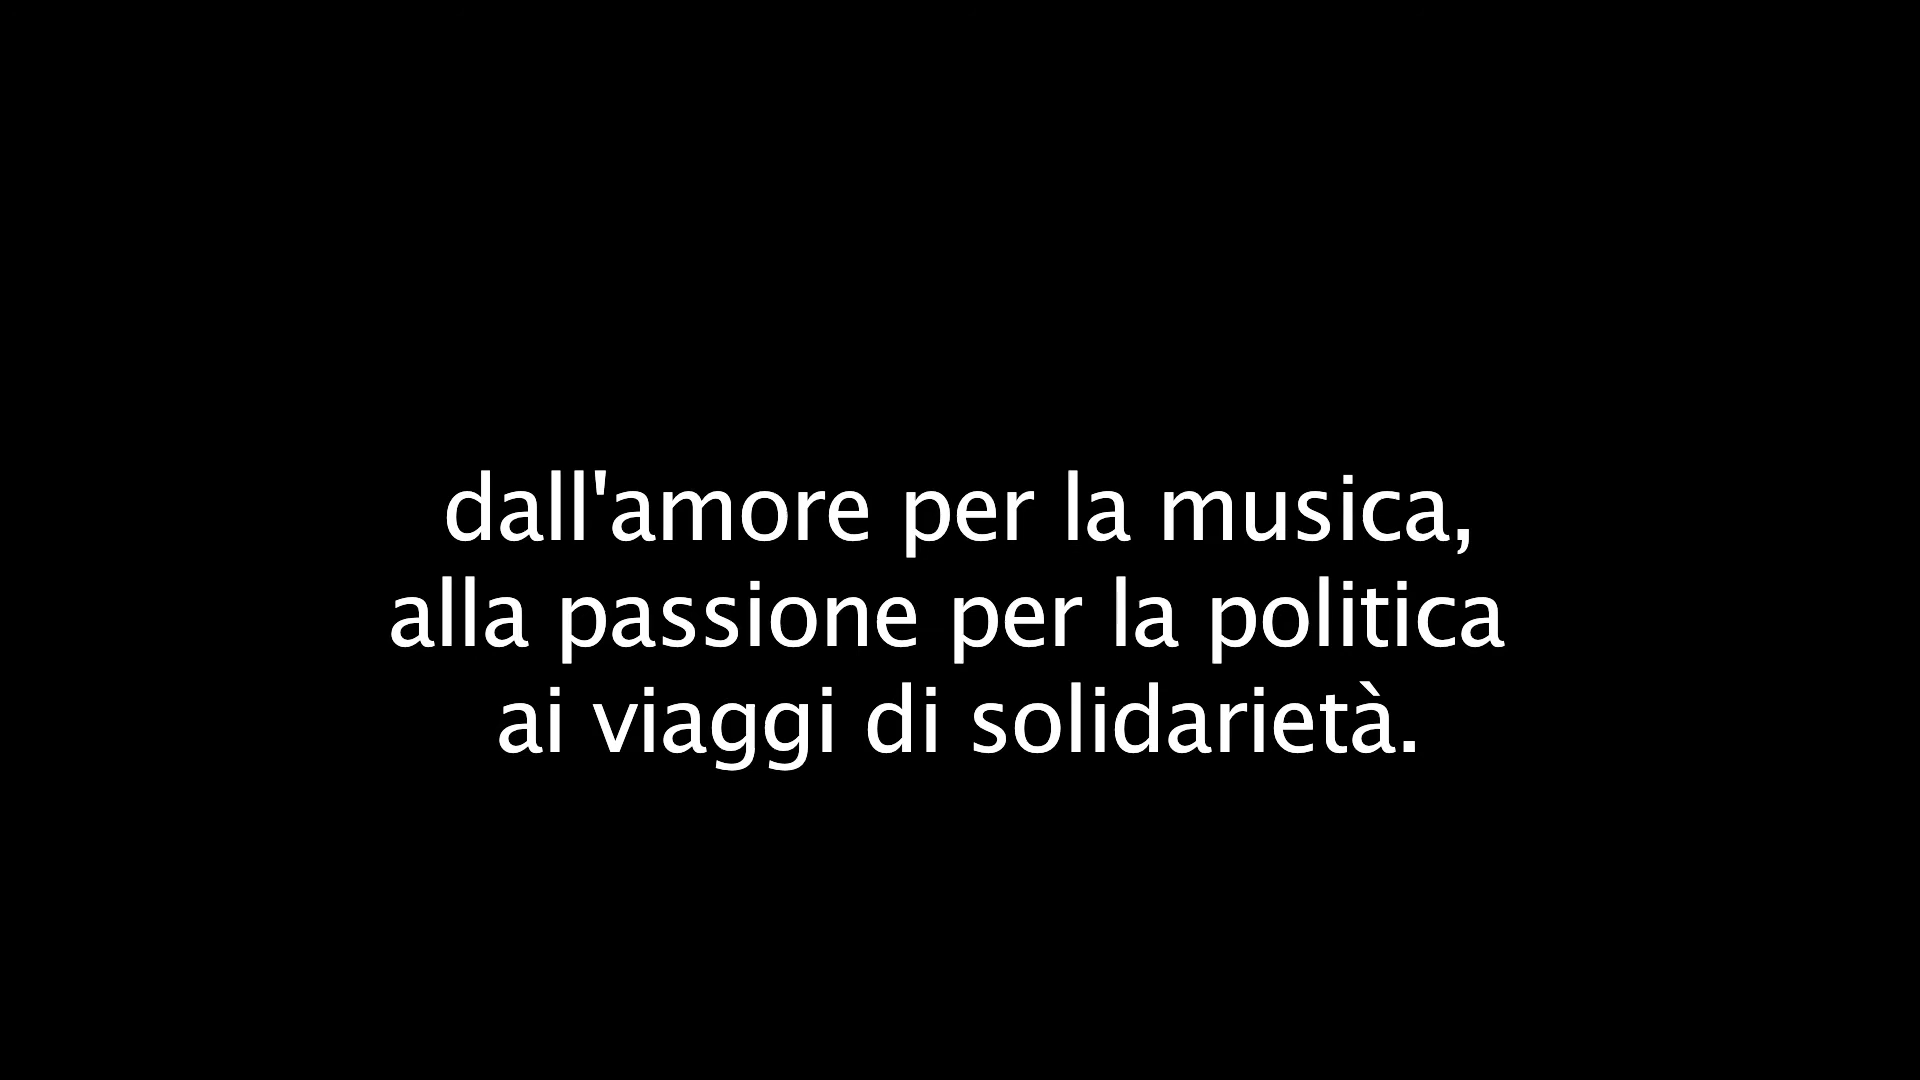 dall'amore per la musica,
alla passione per la politica
ai viaggi di solidarietà.